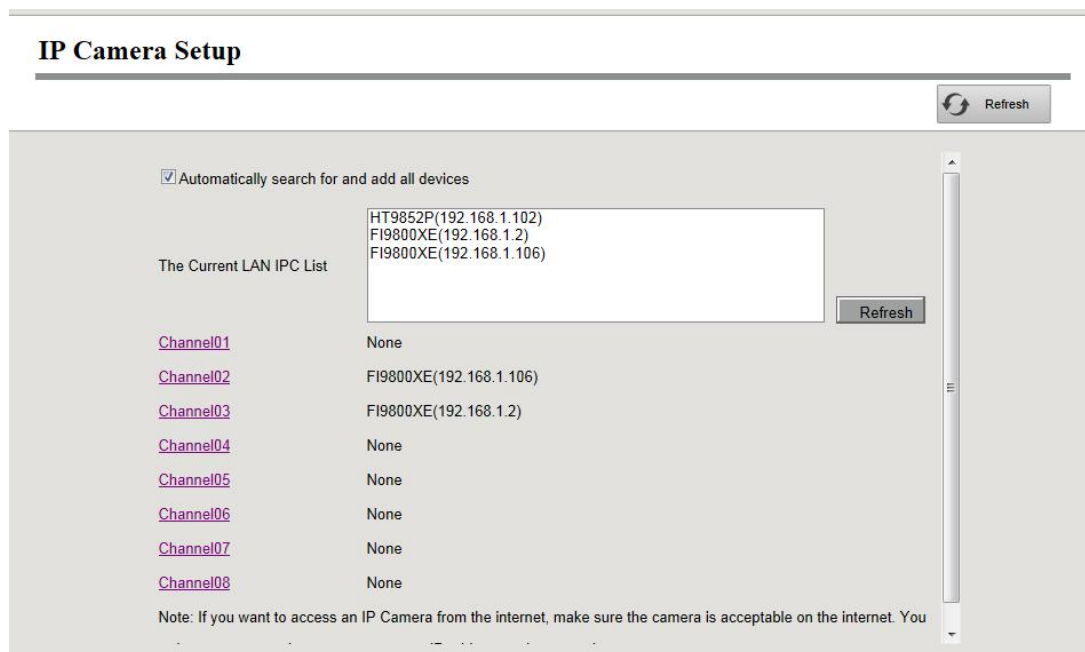 IP Camera Setup
Refresh
Automatically search for and add all devices
HT9852P(192.168.1.102)
FI9800XE(192.168.1.2)
FI9800XE(192.168.1.106)
The Current LAN IPC List
Refresh
Channel01 None
Channel02 FI9800XE(192.168.1.106)
Channel03 FI9800XE(192.168.1.2)
Channel04 None
Channel05 None
Channel06 None
Channel07 None
Channel08 None
Note: If you want to access an IP Camera from the internet, make sure the camera is acceptable on the internet. You